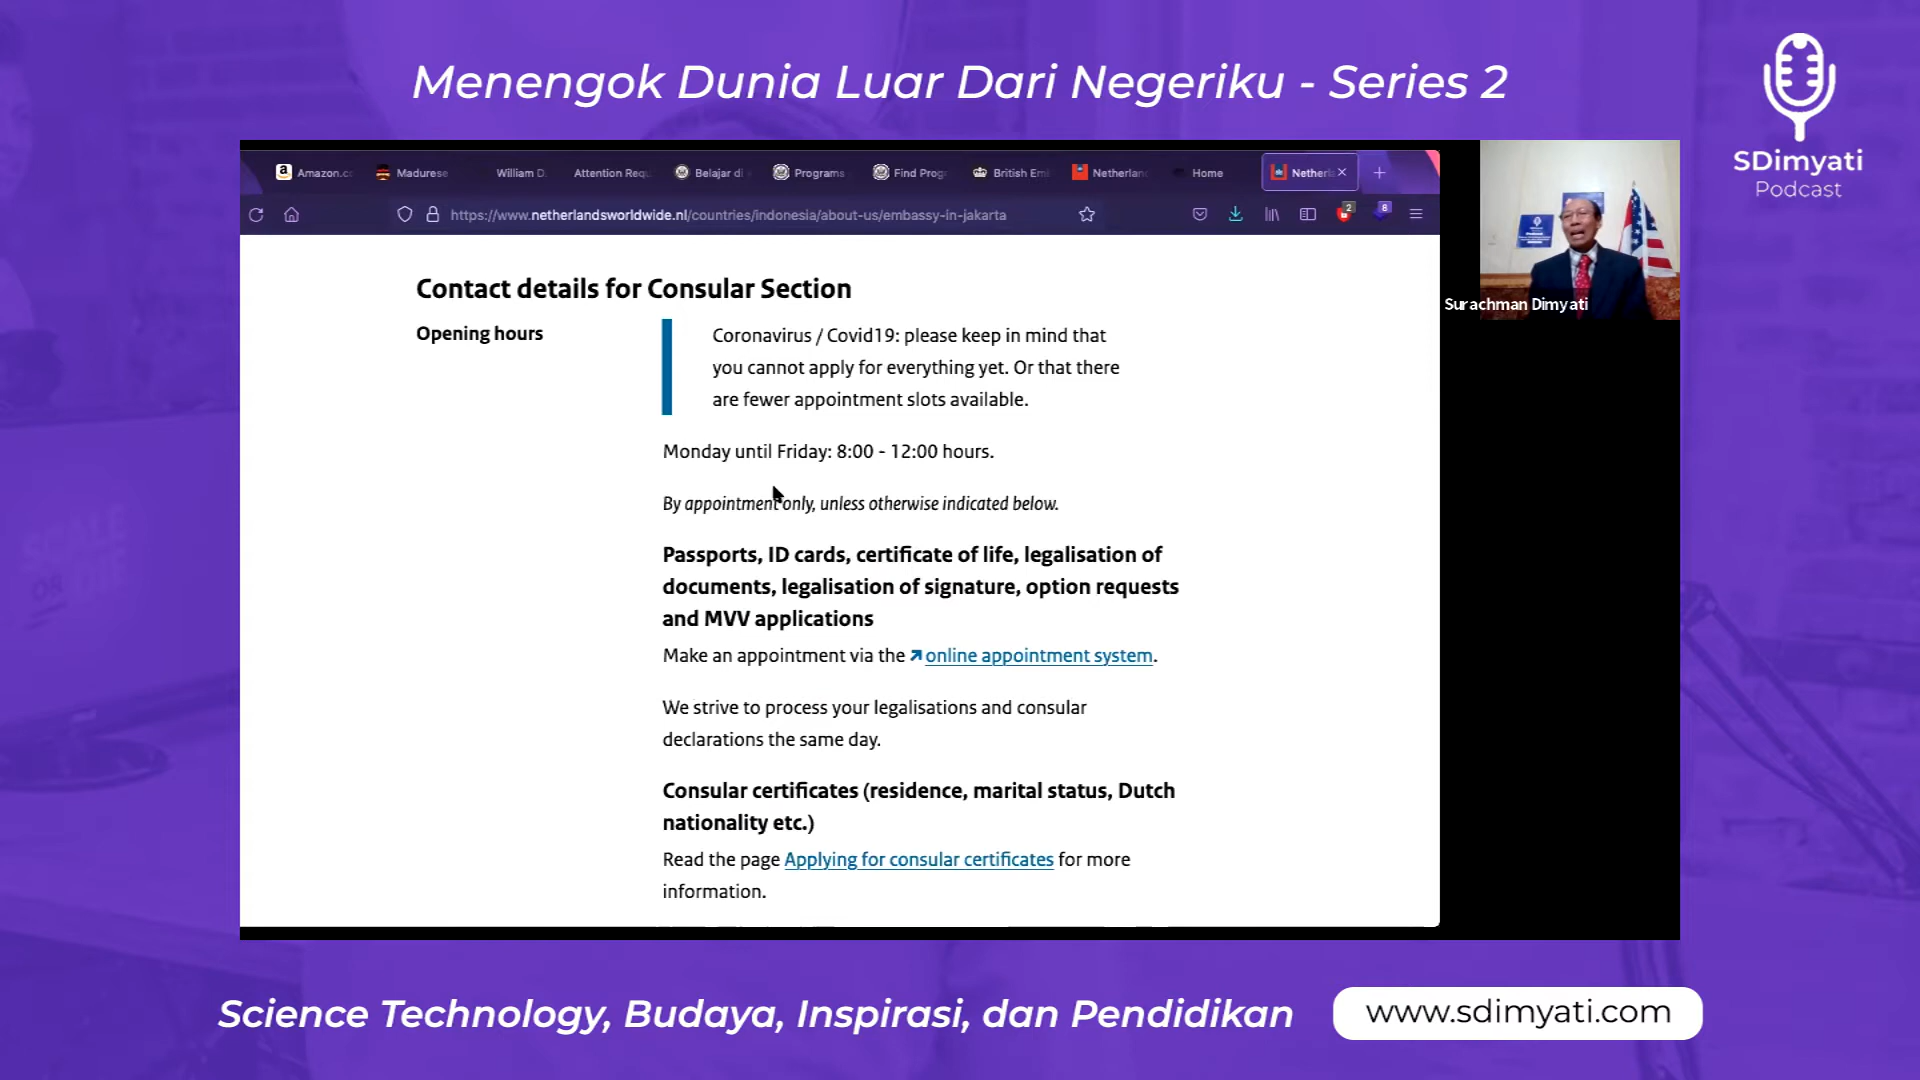 Menengok Dunia Luar Dari Negeriku - Series 2
SDimyati
Podcast
Amazon.c
Madurese
William D.
Attention Requ
Belajar di
Programs
Find Prog
British Em
Netherlan
Home
Netherl
https://www.netherlandsworldwide.nl/countries/indonesia/about-us/embassy-in-jakarta
2
8
Contact details for Consular Section
Opening hours
Coronavirus / Covid19: please keep in mind that
you cannot apply for everything yet. Or that there
are fewer appointment slots available.
Monday until Friday: 8:00 - 12:00 hours.
By appointment only, unless otherwise indicated below.
Passports, ID cards, certificate of life, legalisation of
documents, legalisation of signature, option requests
and MVV applications
Make an appointment via the online appointment system.
We strive to process your legalisations and consular
declarations the same day.
Consular certificates (residence, marital status, Dutch
nationality etc.)
Read the page Applying for consular certificates for more
information.
Surachman Dimyati
SCALE
OR DIE
Science Technology, Budaya, Inspirasi, dan Pendidikan
www.sdimyati.com